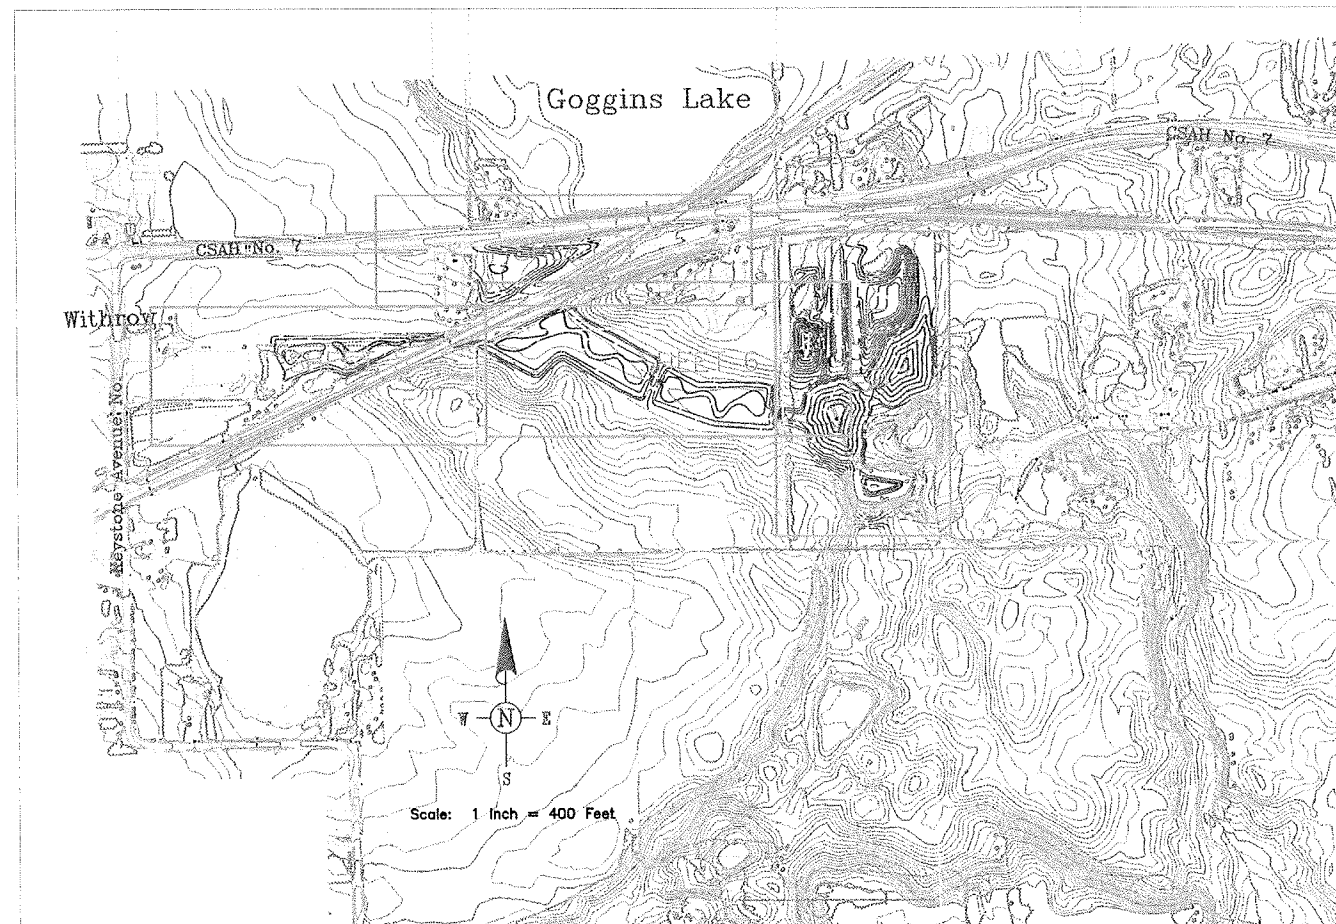 Goggins Lake
CSAH No. 7
CSAH No. 7
Withrow
Keystone Avenue No.
W N E
S
Scale: 1 Inch = 400 Feet